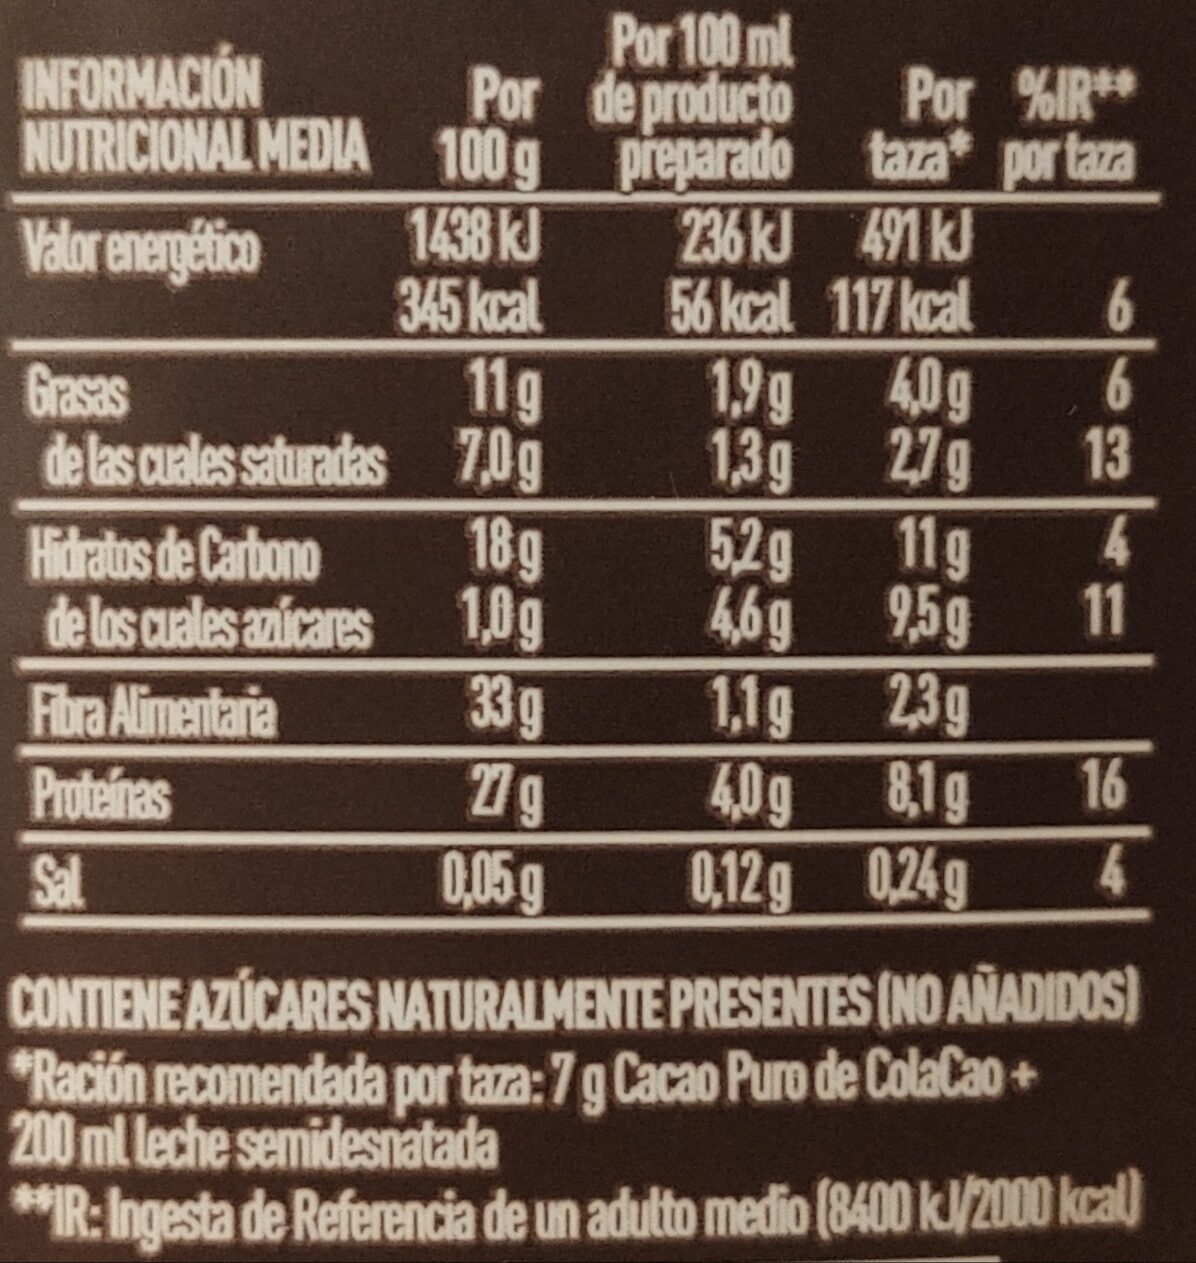 INFORMACIÓN NUTRICIONAL MEDIA Por 100 g Por 100 ml de producto preparado Por taza* %IR** por taza
Valor energético 1438 kJ 236 kJ 491 kJ
345 kcal 56 kcal 117 kcal 6
Grasas 11 g 1,9 g 4,0 g 6
de las cuales saturadas 7,0 g 1,3 g 2,7 g 13
Hidratos de Carbono 18 g 5,2 g 11 g 4
de los cuales azúcares 1,0 g 4,6 g 9,5 g 11
Fibra Alimentaria 33 g 1,1 g 2,3 g
Proteínas 27 g 4,0 g 8,1 g 16
Sal 0,05 g 0,12 g 0,24 g 4
CONTIENE AZÚCARES NATURALMENTE PRESENTES (NO AÑADIDOS)
*Ración recomendada por taza: 7 g Cacao Puro de ColaCao +
200 ml leche semidesnatada
**IR: Ingesta de Referencia de un adulto medio (8400 kJ/2000 kcal)